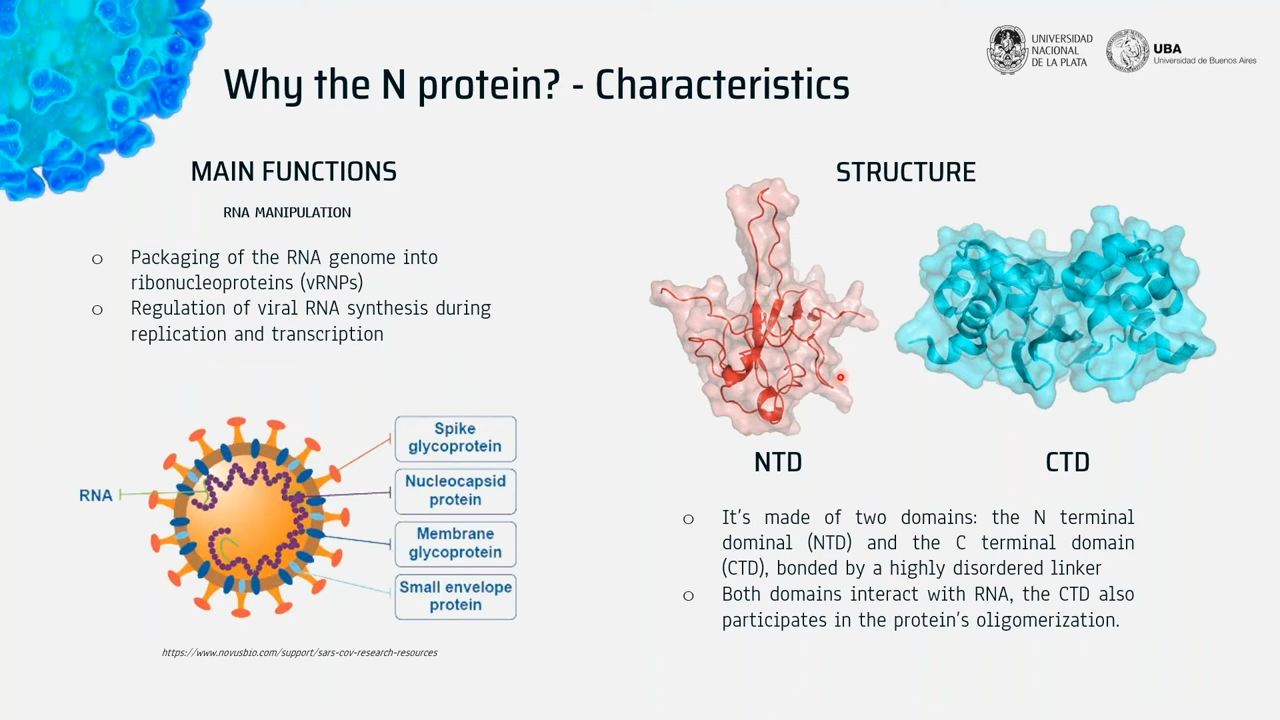 UNIVERSIDAD
NACIONAL
DE LA PLATA
UBA
Universidad de Buenos Aires
Why the N protein? - Characteristics
MAIN FUNCTIONS
RNA MANIPULATION
o Packaging of the RNA genome into
ribonucleoproteins (vRNPs)
o Regulation of viral RNA synthesis during
replication and transcription
RNA
Spike
glycoprotein
Nucleocapsid
protein
Membrane
glycoprotein
Small envelope
protein
https://www.novusbio.com/support/sars-cov-research-resources
STRUCTURE
NTD
CTD
o It's made of two domains: the N terminal
dominal (NTD) and the C terminal domain
(CTD), bonded by a highly disordered linker
o Both domains interact with RNA, the CTD also
participates in the protein's oligomerization.